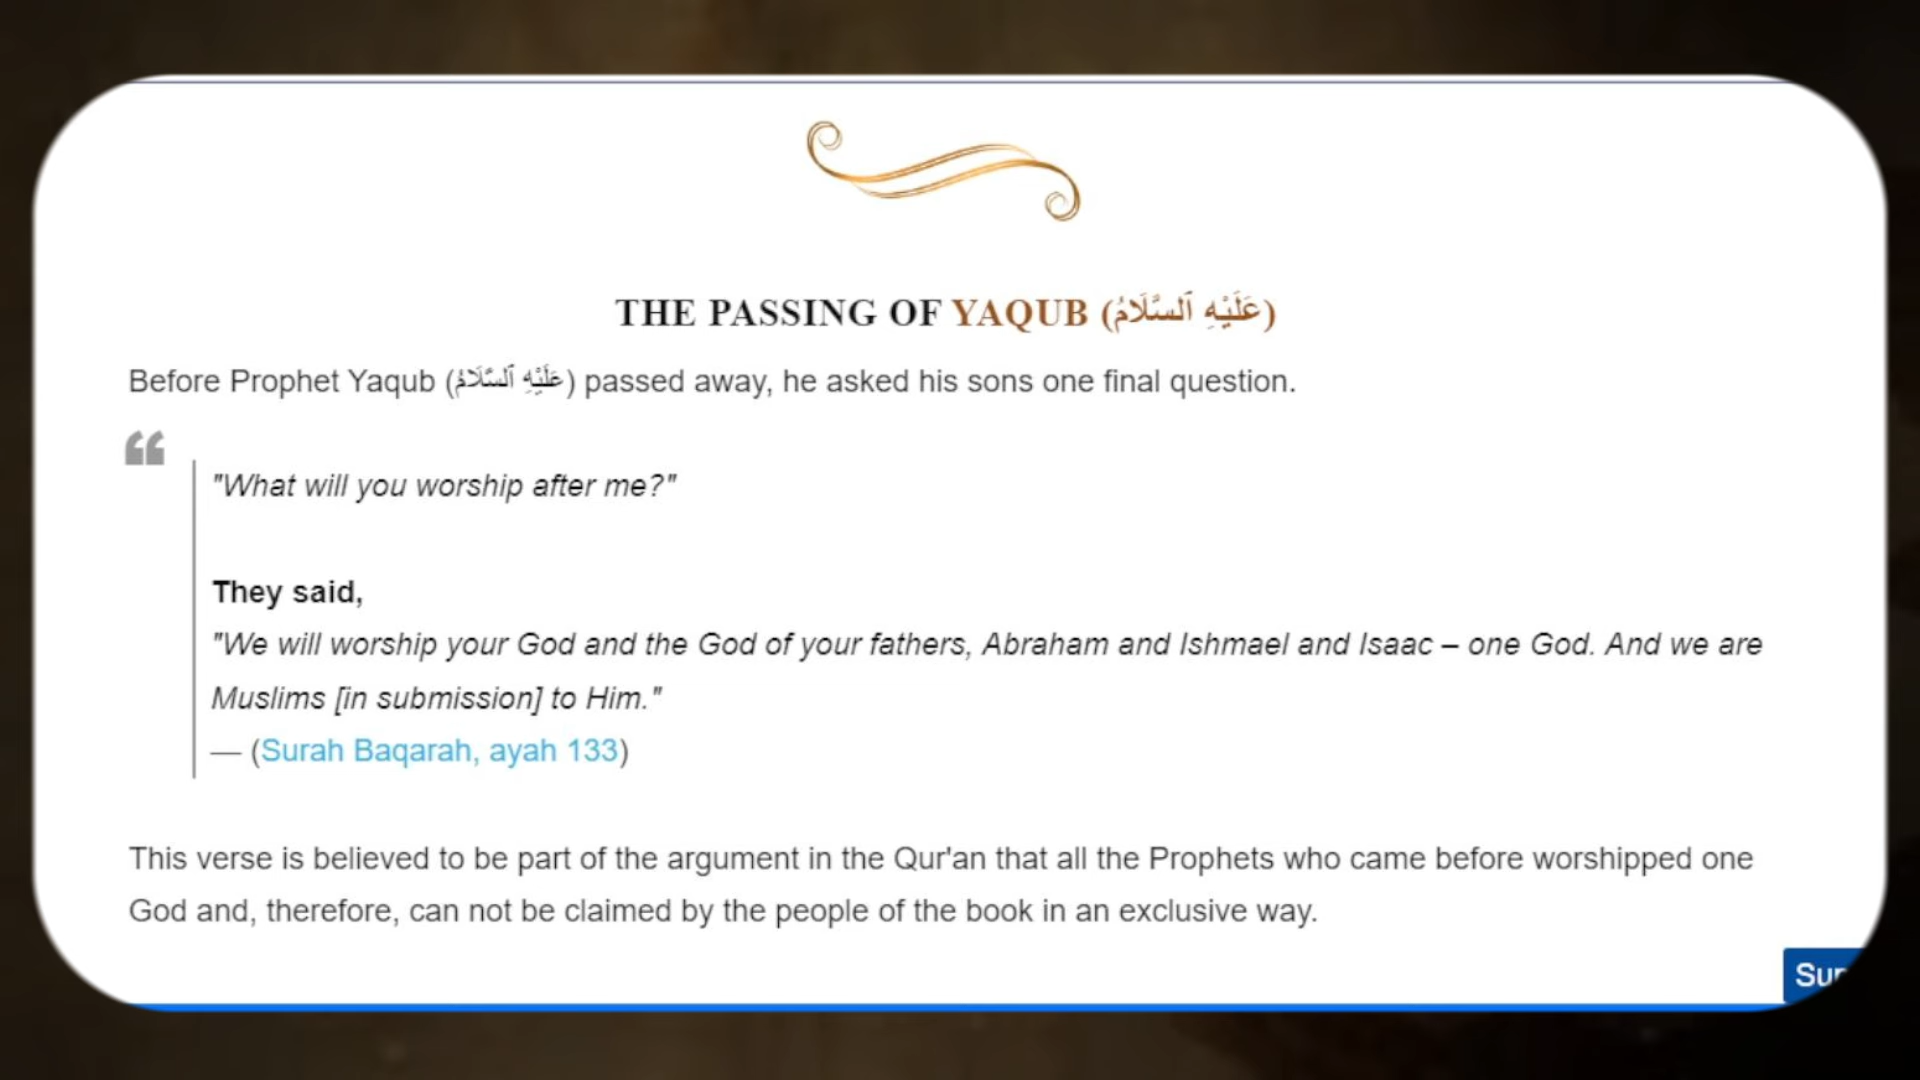 THE PASSING OF YAQUB (عَلَيْهِ ٱلسَّلَامُ)
Before Prophet Yaqub (عَلَيْهِ ٱلسَّلَامُ) passed away, he asked his sons one final question.
"What will you worship after me?"
They said,
"We will worship your God and the God of your fathers, Abraham and Ishmael and Isaac – one God. And we are
Muslims [in submission] to Him."
— (Surah Baqarah, ayah 133)
This verse is believed to be part of the argument in the Qur'an that all the Prophets who came before worshipped one
God and, therefore, can not be claimed by the people of the book in an exclusive way.